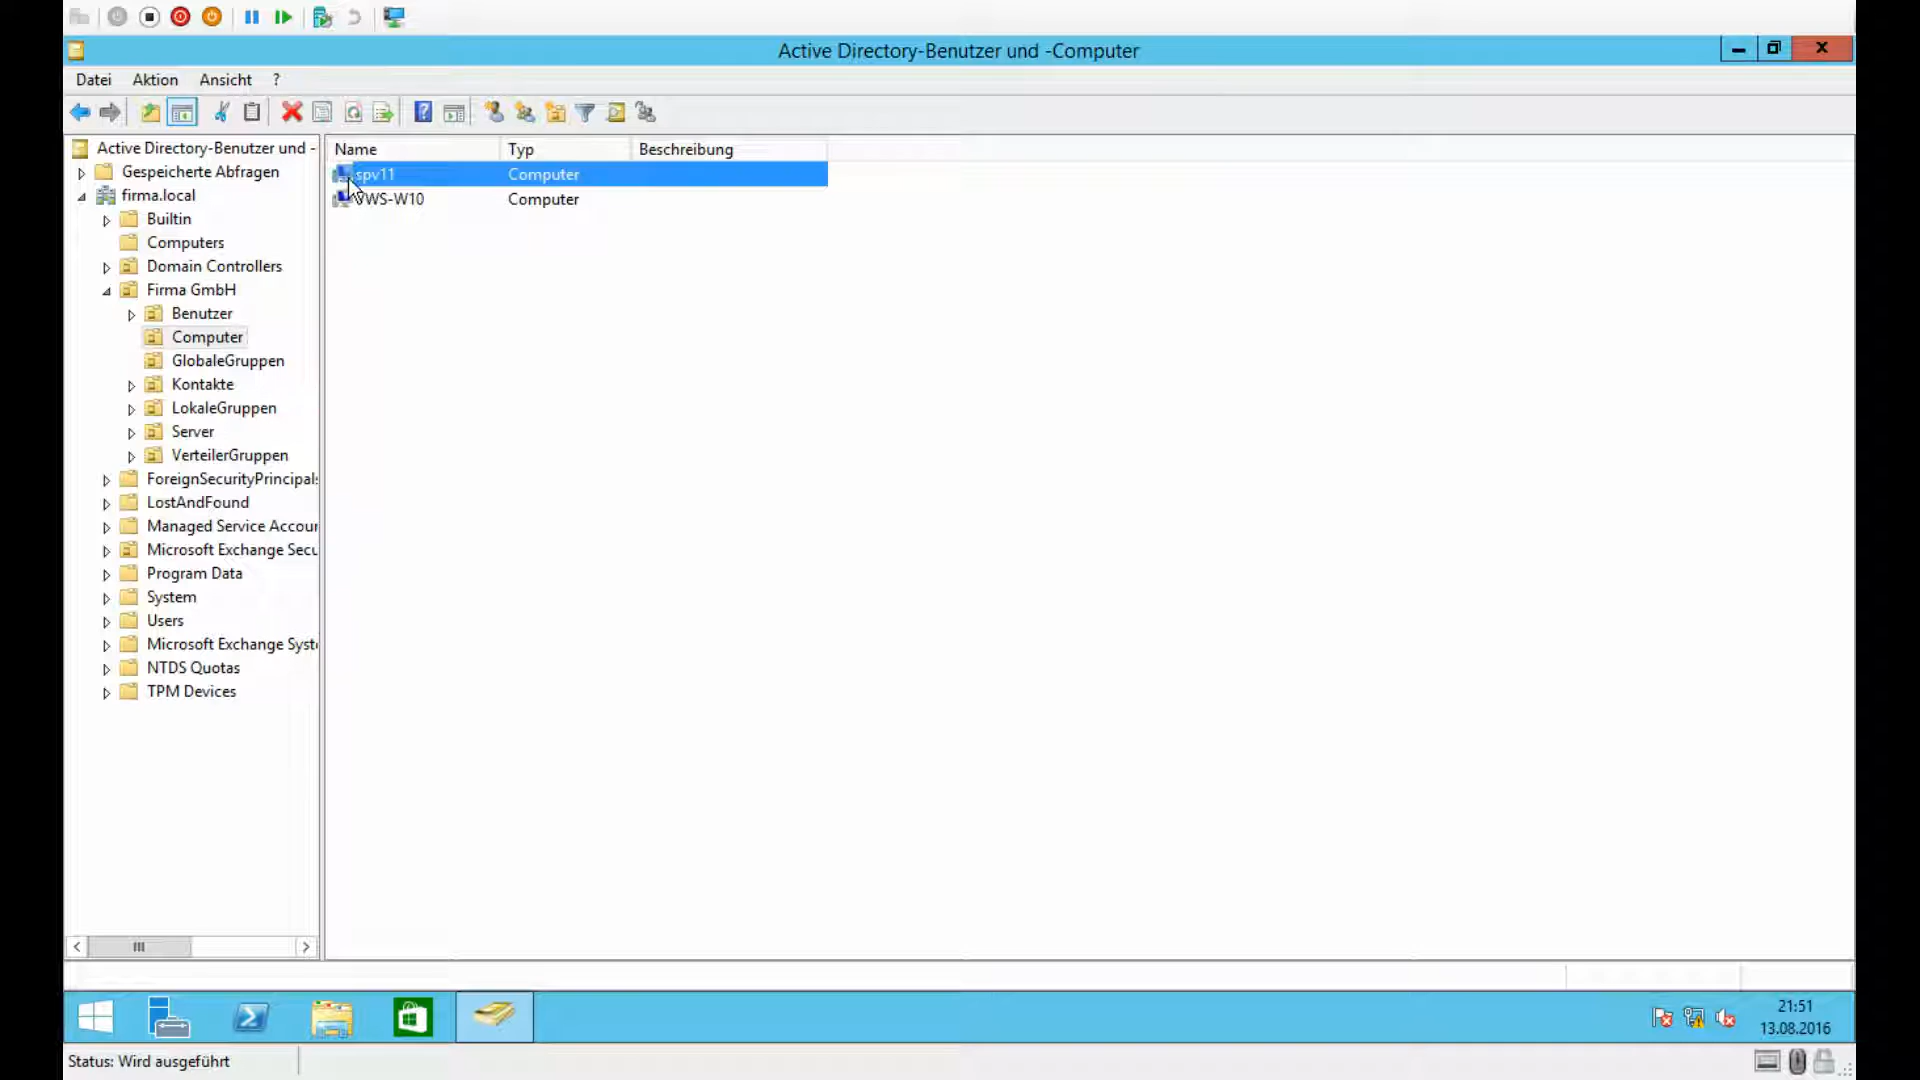 Active Directory-Benutzer und -Computer
Datei Aktion Ansicht ?
Active Directory-Benutzer und -
Gespeicherte Abfragen
firma.local
Builtin
Computers
Domain Controllers
Firma GmbH
Benutzer
Computer
GlobaleGruppen
Kontakte
LokaleGruppen
Server
VerteilerGruppen
ForeignSecurityPrincipals
LostAndFound
Managed Service Accour
Microsoft Exchange Secu
Program Data
System
Users
Microsoft Exchange Syste
NTDS Quotas
TPM Devices
Name Typ Beschreibung
spv11 Computer
VWS-W10 Computer
21:51
13.08.2016
Status: Wird ausgeführt